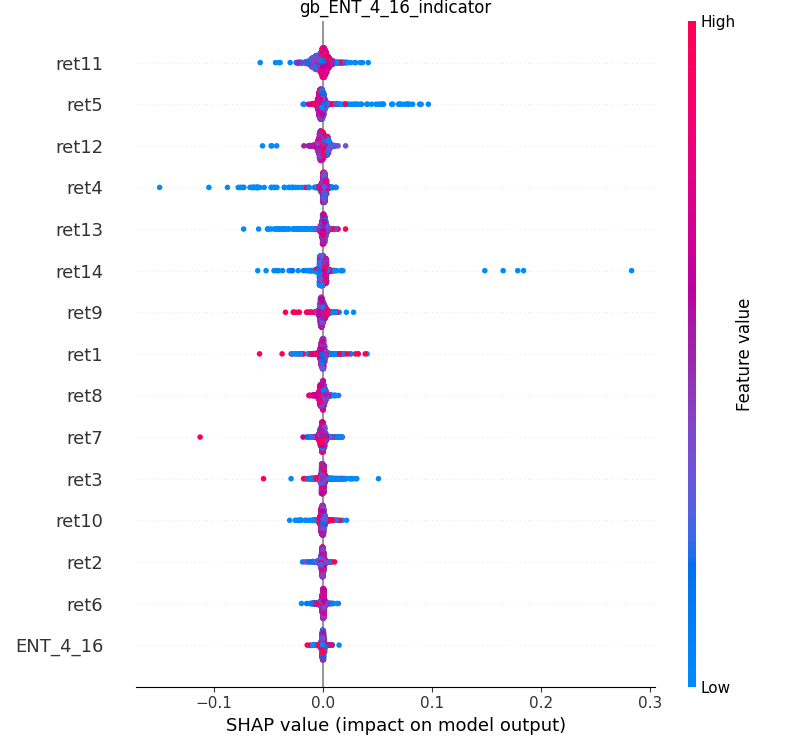 gb_ENT_4_16_indicator
High
ret11
ret5
ret12
ret4
ret13
ret14
ret9
ret1
ret8
ret7
ret3
ret10
ret2
ret6
ENT_4_16
Feature value
Low
−0.1 0.0 0.1 0.2 0.3
SHAP value (impact on model output)